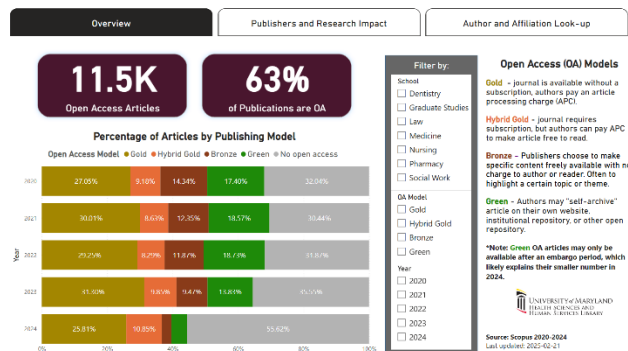 Overview
Publishers and Research Impact
Author and Affiliation Look-up
11.5K
Open Access Articles
63%
of Publications are OA
Percentage of Articles by Publishing Model
Open Access Model Gold Hybrid Gold Bronze Green No open access
Year
2020 27.05% 9.18% 14.34% 17.40% 32.04%
2021 30.01% 8.63% 12.35% 18.57% 30.44%
2022 29.25% 8.29% 11.87% 18.73% 31.87%
2023 9.85% 9.47% 13.83%
2024 25.81% 10.85% 55.62%
0% 20% 40% 60% 80% 100%
Filter by:
School
Dentistry
Graduate Studies
Law
Medicine
Nursing
Pharmacy
Social Work
OA Model
Gold
Hybrid Gold
Bronze
Green
Year
2020
2021
2022
2023
2024
Open Access (OA) Models
Gold - journal is available without a
subscription, authors pay an article
processing charge (APC).
Hybrid Gold - journal requires
subscription, but authors can pay APC
to make article free to read.
Bronze - Publishers choose to make
specific content freely available with n
charge to author or reader. Often to
highlight a certain topic or theme.
Green - Authors may "self-archive"
article on their own website,
institutional repository, or other open
repository.
*Note: Green OA articles may only be
available after an embargo period, which
likely explains their smaller number in
2024.
UNIVERSITY of MARYLAND
HEALTH SCIENCES AND
HUMAN SERVICES LIBRARY
Source: Scopus 2020-2024
Last updated: 2025-02-21